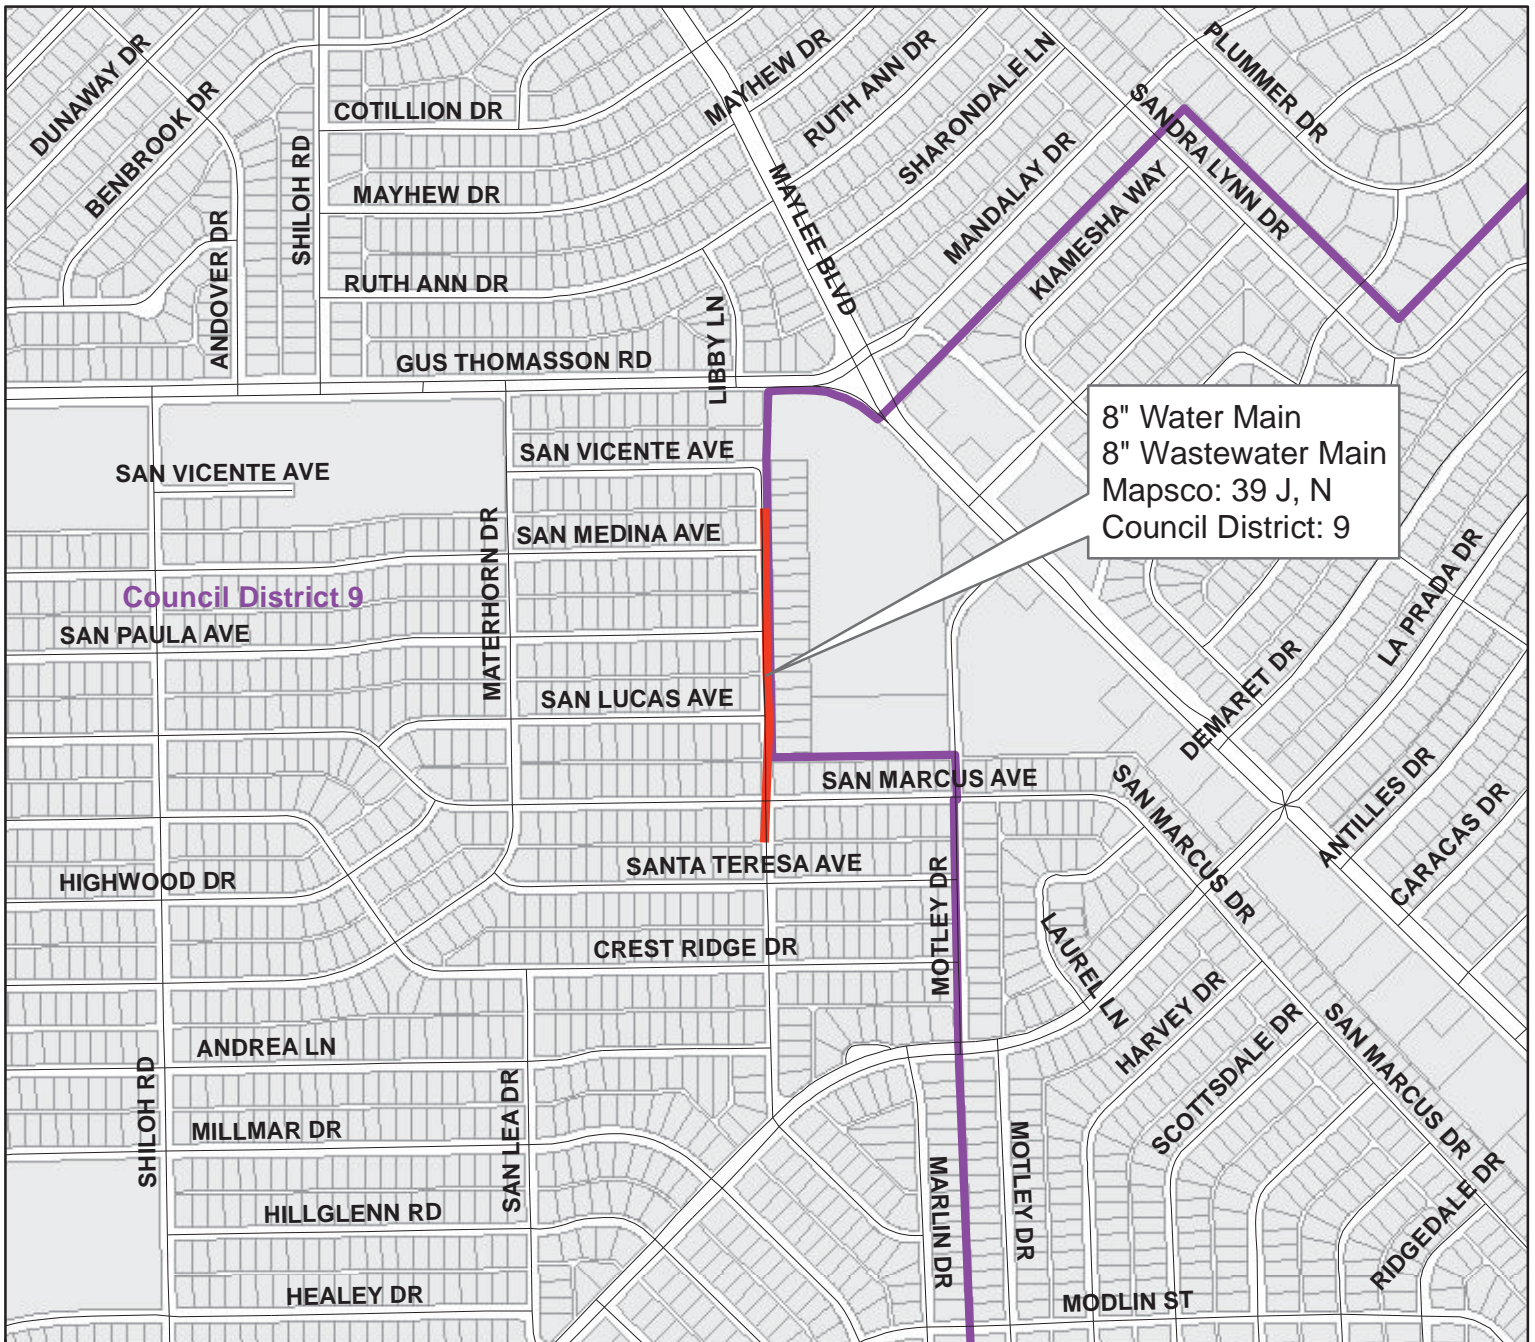 DUNAWAY DR
BENBROOK DR
ANDOVER DR
SHILOH RD
COTILLION DR
MAYHEW DR
RUTH ANN DR
GUS THOMASSON RD
LIBBY LN
MAYHEW DR
RUTH ANN DR
SHARONDALE LN
MAYLEE BLVD
MANDALAY DR
KIAMESHA WAY
SANDRA LYNN DR
PLUMMER DR
8" Water Main
8" Wastewater Main
Mapsco: 39 J, N
Council District: 9
SAN VICENTE AVE
SAN VICENTE AVE
MATERHORN DR
SAN MEDINA AVE
Council District 9
SAN PAULA AVE
SAN LUCAS AVE
LA PRADA DR
DEMARET DR
SAN MARCUS AVE
SAN MARCUS DR
ANTILLES DR
CARACAS DR
SANTA TERESA AVE
HIGHWOOD DR
MOTLEY DR
CREST RIDGE DR
LAUREL LN
HARVEY DR
SCOTTSDALE DR
SAN MARCUS DR
ANDREA LN
SHILOH RD
SAN LEA DR
MILLMAR DR
MARLIN DR
MOTLEY DR
RIDGEDALE DR
HILLGLENN RD
HEALEY DR
MODLIN ST